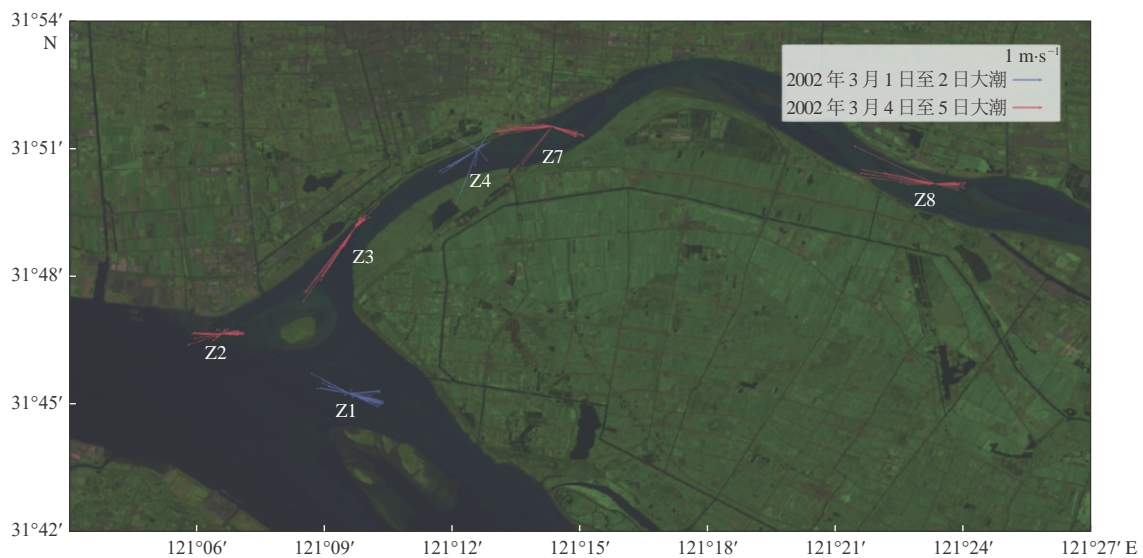 31°54′
N
1 m·s⁻¹
2002 年 3 月 1 日至 2 日大潮
2002 年 3 月 4 日至 5 日大潮
31°51′
Z7
Z4
Z8
Z3
31°48′
Z2
31°45′
Z1
31°42′
121°06′ 121°09′ 121°12′ 121°15′ 121°18′ 121°21′ 121°24′ 121°27′ E